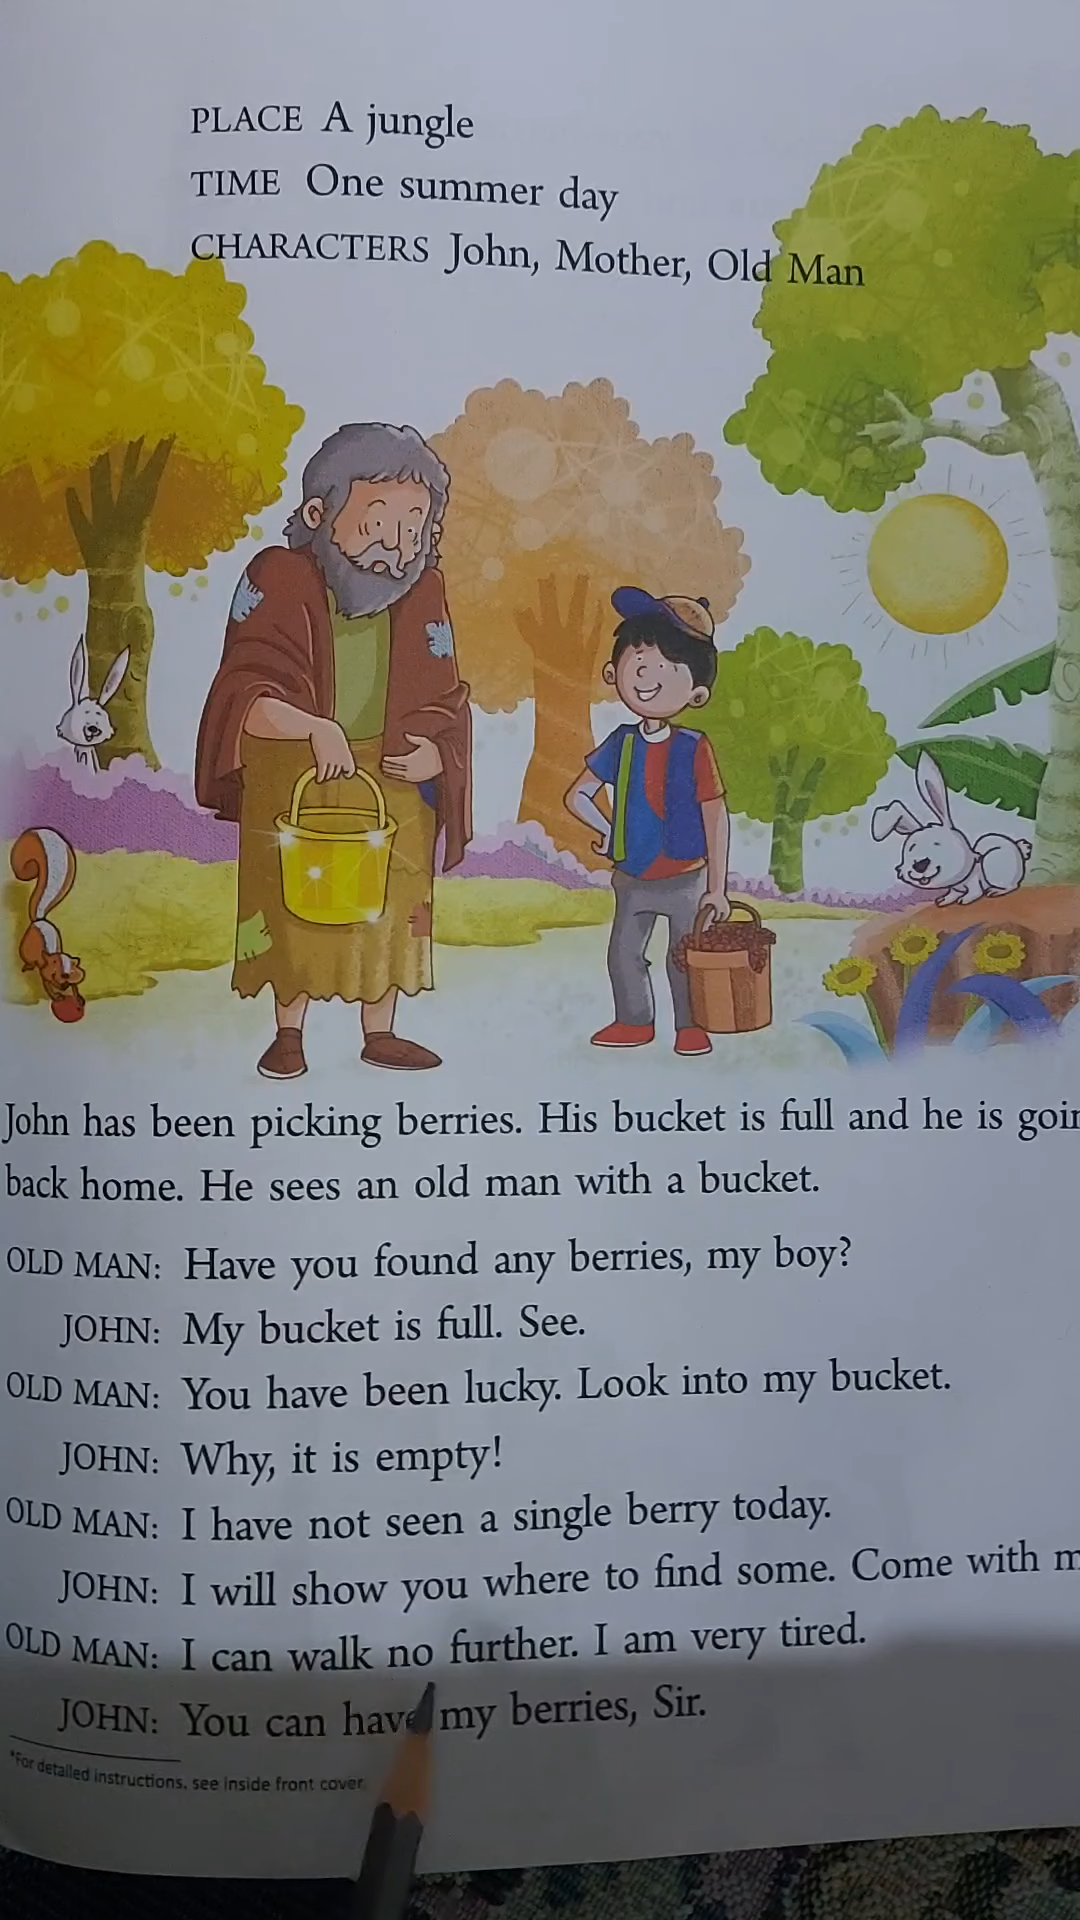 PLACE A jungle
TIME One summer day
CHARACTERS John, Mother, Old Man
John has been picking berries. His bucket is full and he is goin
back home. He sees an old man with a bucket.
OLD MAN: Have you found any berries, my boy?
JOHN: My bucket is full. See.
OLD MAN: You have been lucky. Look into my bucket.
JOHN: Why, it is empty!
OLD MAN: I have not seen a single berry today.
JOHN: I will show you where to find some. Come with m
OLD MAN: I can walk no further. I am very tired.
JOHN: You can have my berries, Sir.
*For detailed instructions, see inside front cover.